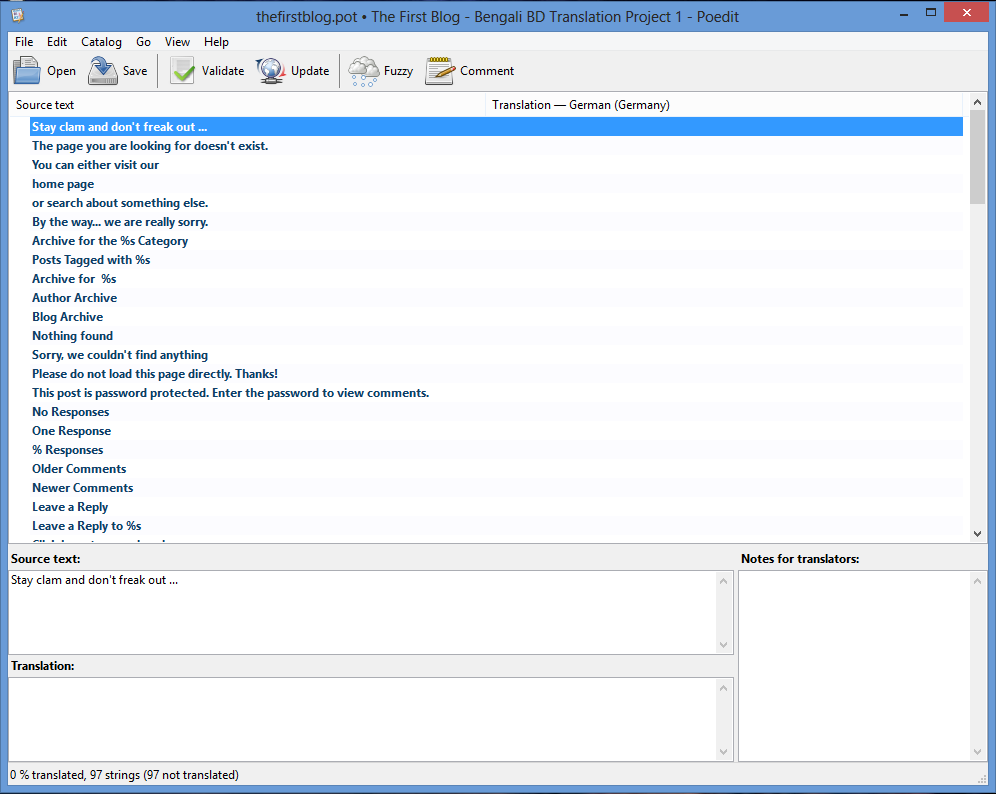 thefirstblog.pot • The First Blog - Bengali BD Translation Project 1 - Poedit
File Edit Catalog Go View Help
Open Save Validate Update Fuzzy Comment
Source text Translation — German (Germany)
Stay clam and don't freak out ...
The page you are looking for doesn't exist.
You can either visit our
home page
or search about something else.
By the way... we are really sorry.
Archive for the %s Category
Posts Tagged with %s
Archive for  %s
Author Archive
Blog Archive
Nothing found
Sorry, we couldn't find anything
Please do not load this page directly. Thanks!
This post is password protected. Enter the password to view comments.
No Responses
One Response
% Responses
Older Comments
Newer Comments
Leave a Reply
Leave a Reply to %s
Source text: Notes for translators:
Stay clam and don't freak out ...
Translation:
0 % translated, 97 strings (97 not translated)